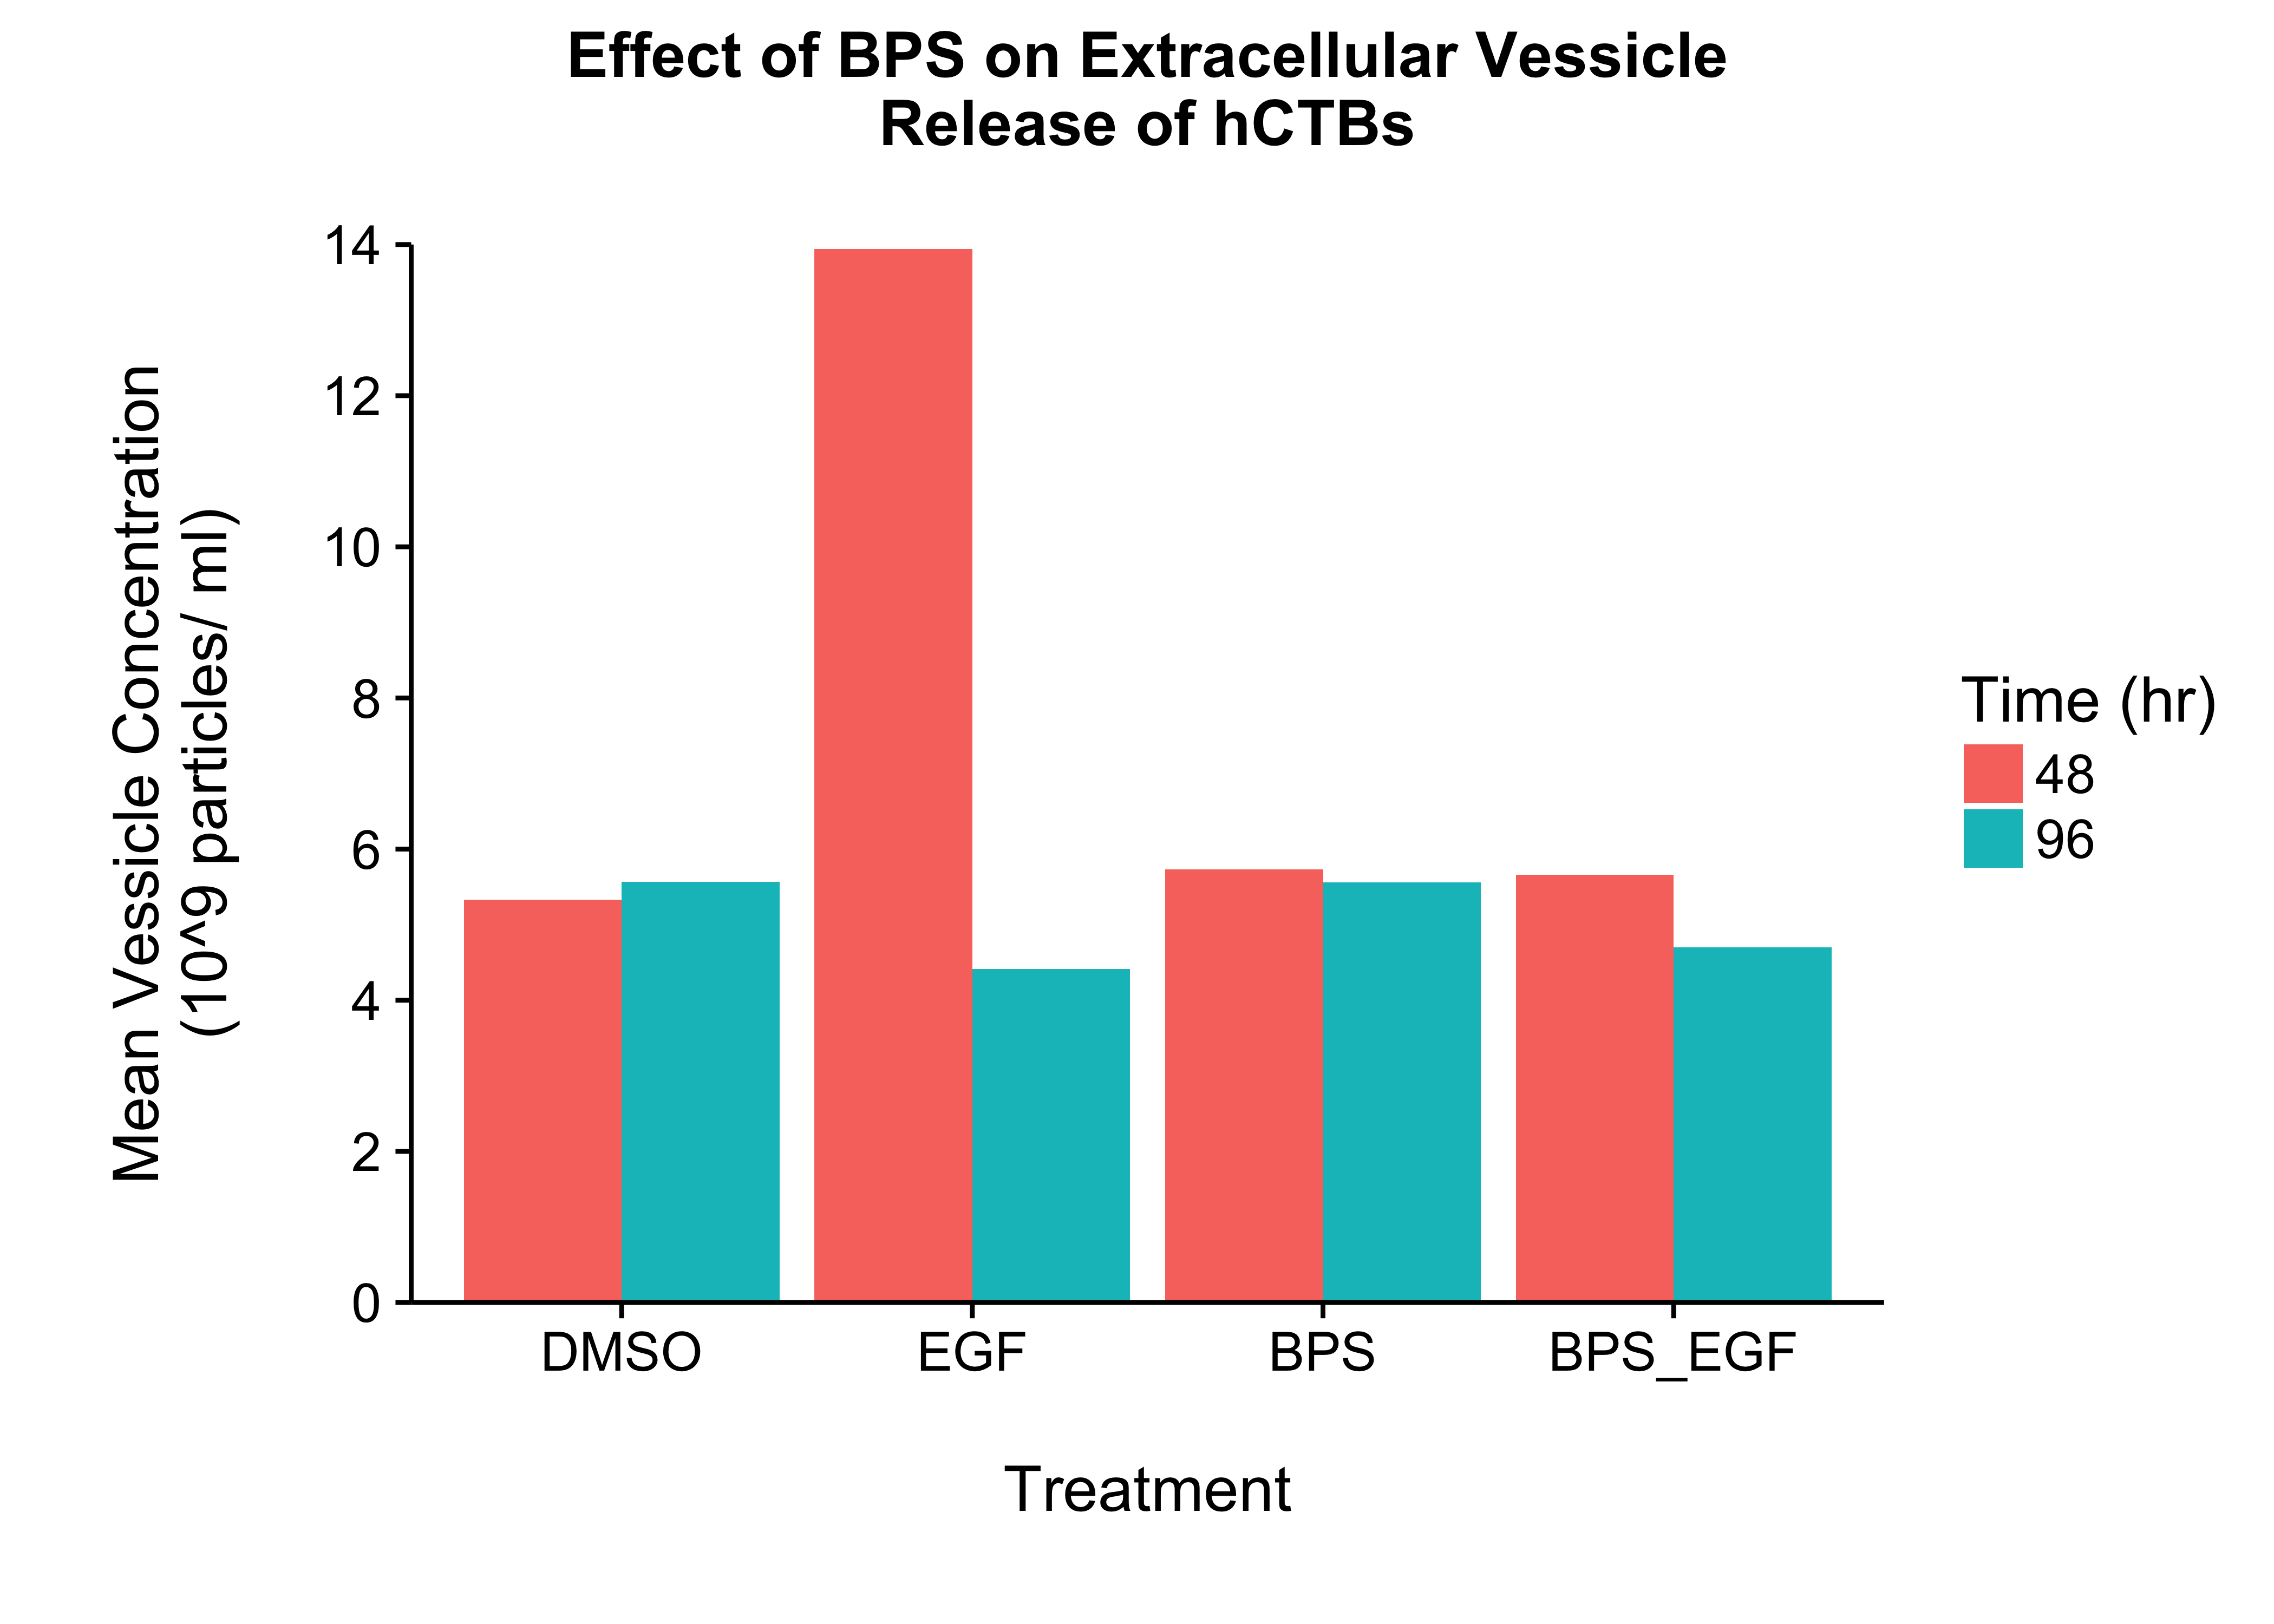 Effect of BPS on Extracellular Vessicle
Release of hCTBs
Mean Vessicle Concentration
(10^9 particles/ ml)
14
12
10
8
6
4
2
0
DMSO
EGF
BPS
BPS_EGF
Treatment
Time (hr)
48
96